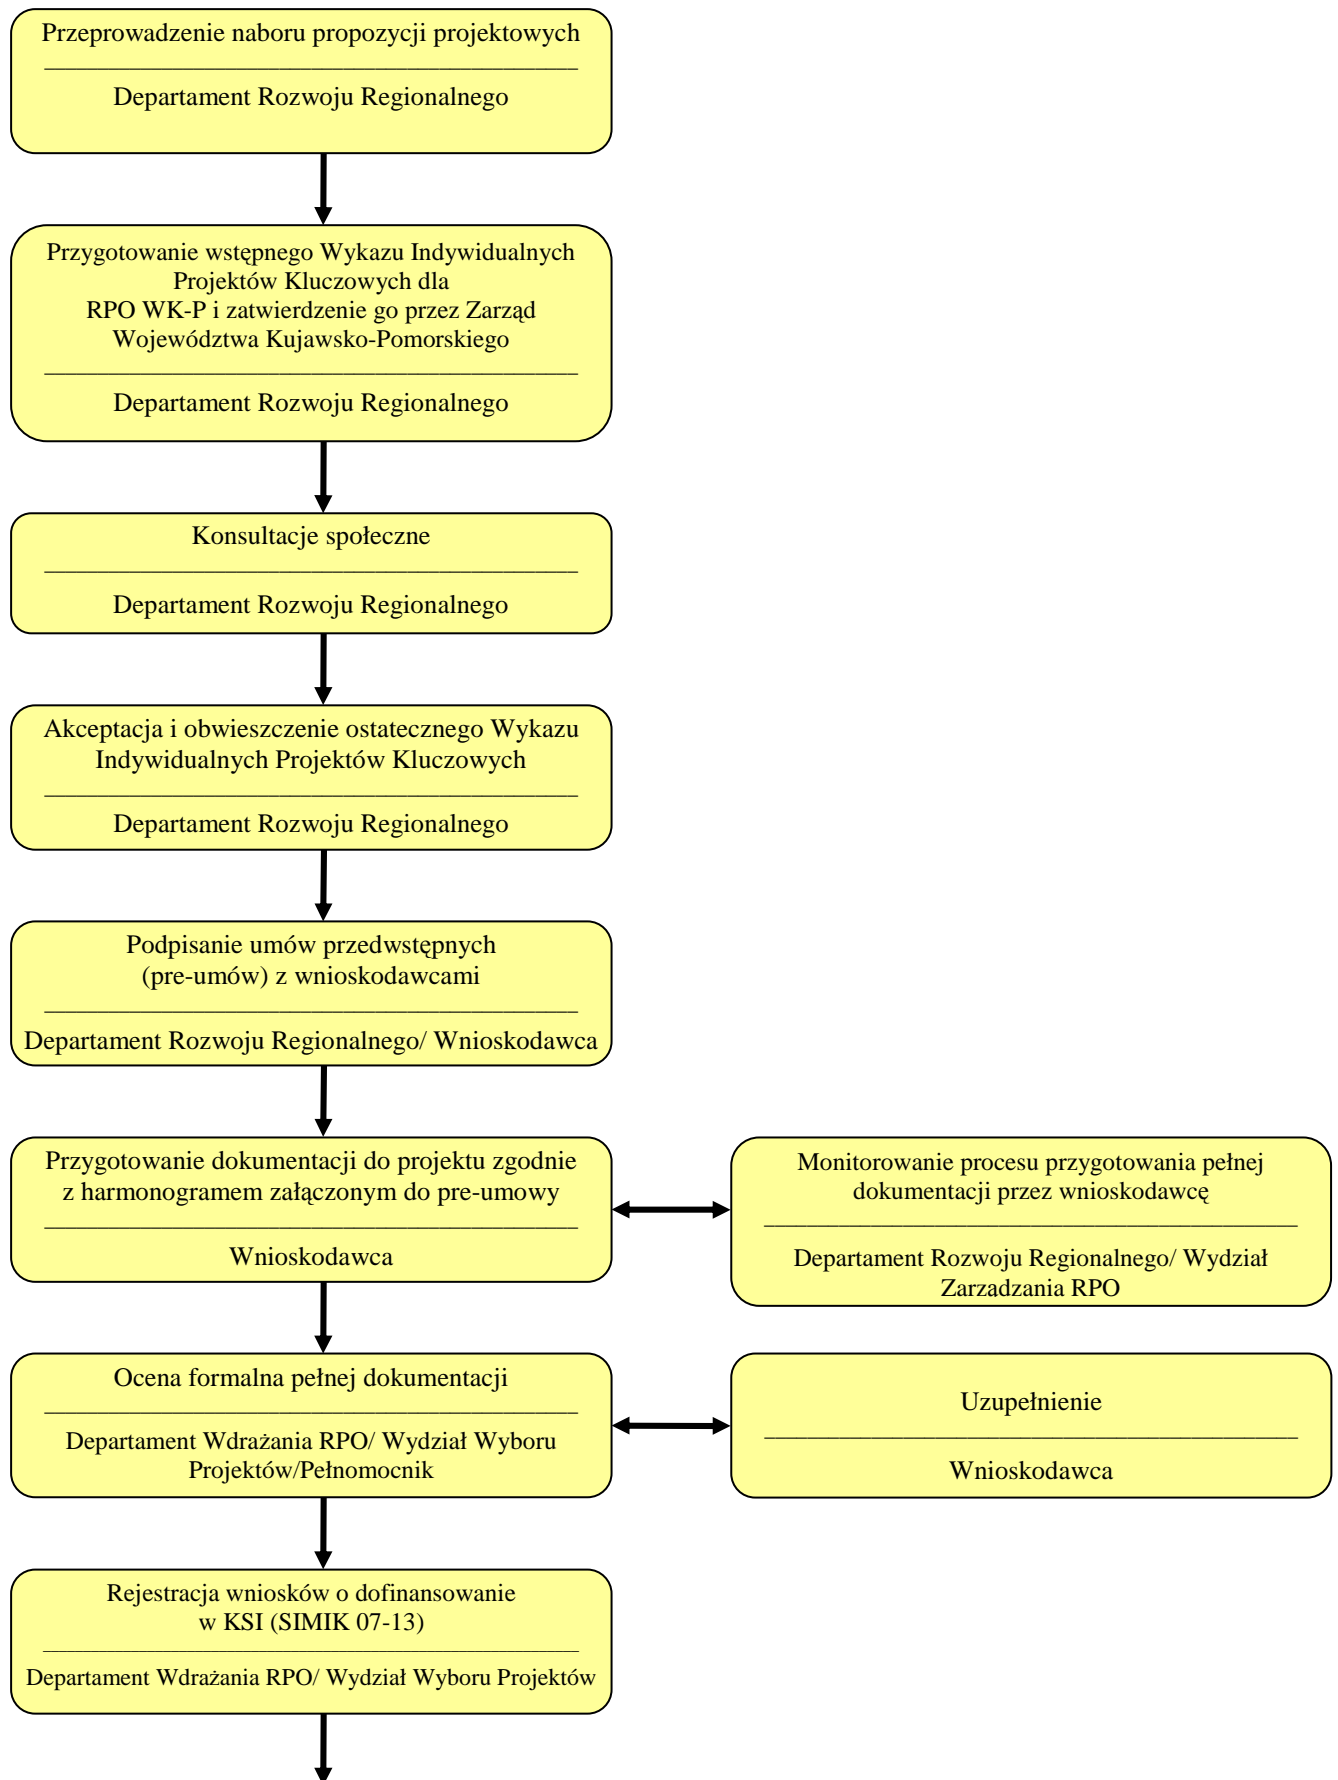 Przeprowadzenie naboru propozycji projektowych
Departament Rozwoju Regionalnego
Przygotowanie wstępnego Wykazu Indywidualnych
Projektów Kluczowych dla
RPO WK-P i zatwierdzenie go przez Zarząd
Województwa Kujawsko-Pomorskiego
Departament Rozwoju Regionalnego
Konsultacje społeczne
Departament Rozwoju Regionalnego
Akceptacja i obwieszczenie ostatecznego Wykazu
Indywidualnych Projektów Kluczowych
Departament Rozwoju Regionalnego
Podpisanie umów przedwstępnych
(pre-umów) z wnioskodawcami
Departament Rozwoju Regionalnego/ Wnioskodawca
Przygotowanie dokumentacji do projektu zgodnie
z harmonogramem załączonym do pre-umowy
Wnioskodawca
Monitorowanie procesu przygotowania pełnej
dokumentacji przez wnioskodawcę
Departament Rozwoju Regionalnego/ Wydział
Zarzadzania RPO
Ocena formalna pełnej dokumentacji
Departament Wdrażania RPO/ Wydział Wyboru
Projektów/Pełnomocnik
Uzupełnienie
Wnioskodawca
Rejestracja wniosków o dofinansowanie
w KSI (SIMIK 07-13)
Departament Wdrażania RPO/ Wydział Wyboru Projektów